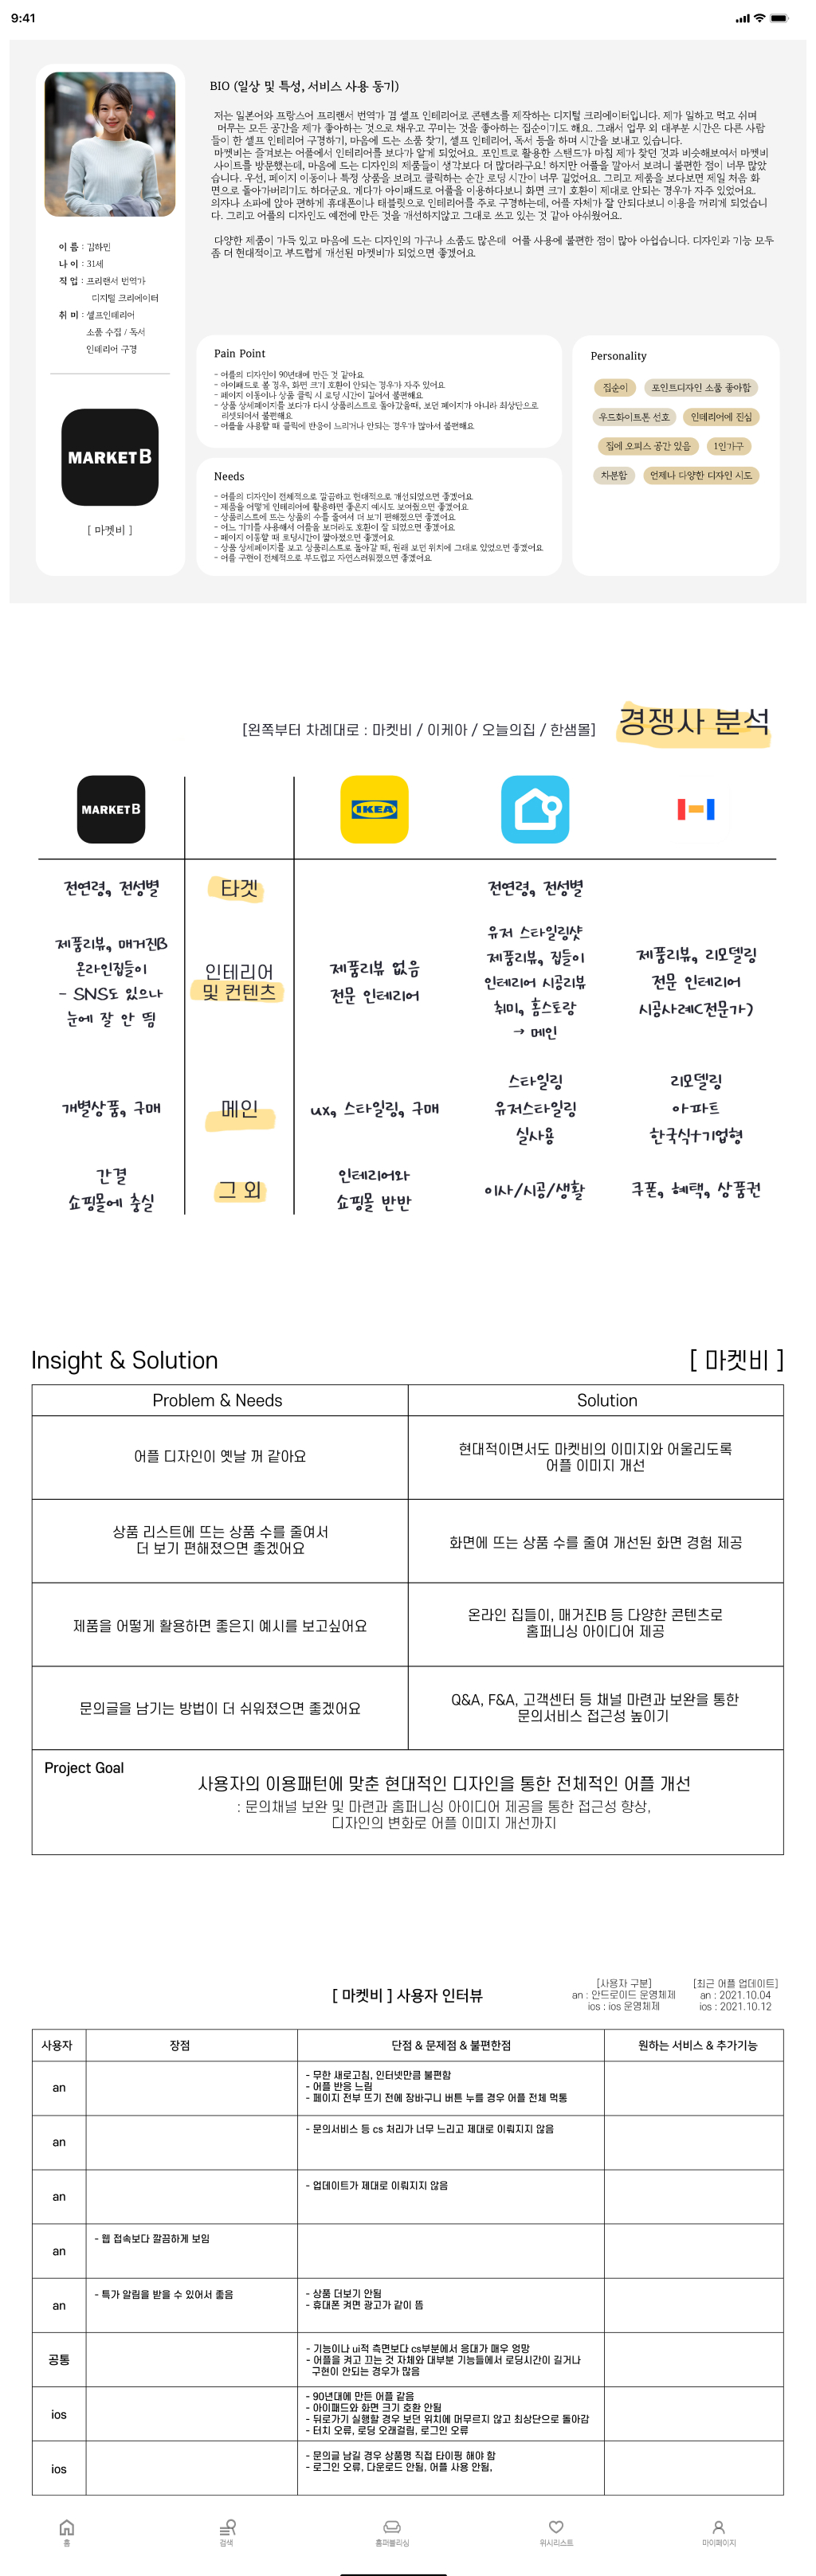 9:41
BIO (일상 및 특성, 서비스 사용 동기)
저는 일본어와 프랑스어 프리랜서 번역가 겸 셀프 인테리어로 콘텐츠를 제작하는 디지털 크리에이터입니다. 제가 일하고 먹고 쉬며
머무는 모든 공간을 제가 좋아하는 것으로 채우고 꾸미는 것을 좋아하는 집순이기도 해요. 그래서 업무 외 대부분 시간은 다른 사람
들이 한 셀프 인테리어 구경하기, 마음에 드는 소품 찾기, 셀프 인테리어, 독서 등을 하며 시간을 보내고 있습니다.
마켓비는 즐겨보는 어플에서 인테리어를 보다가 알게 되었어요. 포인트로 활용한 스탠드가 마침 제가 찾던 것과 비슷해보여서 마켓비
사이트를 방문했는데, 마음에 드는 디자인의 제품들이 생각보다 더 많더라구요! 하지만 어플을 깔아서 보려니 불편한 점이 너무 많았
습니다. 우선, 페이지 이동이나 특정 상품을 보려고 클릭하는 순간 로딩 시간이 너무 길었어요. 그리고 제품을 보다보면 제일 처음 화
면으로 돌아가버리기도 하더군요. 게다가 아이패드로 어플을 이용하다보니 화면 크기 호환이 제대로 안되는 경우가 자주 있었어요.
의자나 소파에 앉아 편하게 휴대폰이나 태블릿으로 인테리어를 주로 구경하는데, 어플 자체가 잘 안되다보니 이용을 꺼리게 되었습니
다. 그리고 어플의 디자인도 예전에 만든 것을 개선하지않고 그대로 쓰고 있는 것 같아 아쉬웠어요.
다양한 제품이 가득 있고 마음에 드는 디자인의 가구나 소품도 많은데 어플 사용에 불편한 점이 많아 아쉽습니다. 디자인과 기능 모두
좀 더 현대적이고 부드럽게 개선된 마켓비가 되었으면 좋겠어요
이 름 : 김하민
나 이 : 31세
직 업 : 프리랜서 번역가
디지털 크리에이터
취 미 : 셀프인테리어
소품 수집 / 독서
인테리어 구경
MARKET B
[ 마켓비 ]
Pain Point
- 어플의 디자인이 90년대에 만든 것 같아요
- 아이패드로 볼 경우, 화면 크기 호환이 안되는 경우가 자주 있어요
- 페이지 이동이나 상품 클릭 시 로딩 시간이 길어서 불편해요
- 상품 상세페이지를 보다가 다시 상품리스트로 돌아갔을때, 보던 페이지가 아니라 최상단으로
리셋되어서 불편해요
- 어플을 사용할 때 클릭에 반응이 느리거나 안되는 경우가 많아서 불편해요
Needs
- 어플의 디자인이 전체적으로 깔끔하고 현대적으로 개선되었으면 좋겠어요
- 제품을 어떻게 인테리어에 활용하면 좋은지 예시도 보여줬으면 좋겠어요
- 상품리스트에 뜨는 상품의 수를 줄여서 더 보기 편해졌으면 좋겠어요
- 어느 기기를 사용해서 어플을 보더라도 호환이 잘 되었으면 좋겠어요
- 페이지 이동할 때 로딩시간이 짧아졌으면 좋겠어요
- 상품 상세페이지를 보고 상품리스트로 돌아갈 때, 원래 보던 위치에 그대로 있었으면 좋겠어요
- 어플 구현이 전체적으로 부드럽고 자연스러워졌으면 좋겠어요
Personality
집순이 포인트디자인 소품 좋아함
우드화이트톤 선호 인테리어에 진심
집에 오피스 공간 있음 1인가구
차분함 언제나 다양한 디자인 시도
[왼쪽부터 차례대로 : 마켓비 / 이케아 / 오늘의집 / 한샘몰]
경쟁사 분석
MARKET B
IKEA
전연령, 전성별
타겟
전연령, 전성별
제품리뷰, 매거진B
온라인집들이
- SNS도 있으나
눈에 잘 안 띔
인테리어
및 컨텐츠
제품리뷰 없음
전문 인테리어
유저 스타일링샷
제품리뷰, 집들이
인테리어 시공리뷰
취미, 홈스토랑
→ 메인
제품리뷰, 리모델링
전문 인테리어
시공사례(전문가)
개별상품, 구매
메인
ux, 스타일링, 구매
스타일링
유저스타일링
실사용
리모델링
아파트
한국식+기업형
간결
쇼핑몰에 충실
그 외
인테리어와
쇼핑몰 반반
이사/시공/생활
쿠폰, 혜택, 상품권
Insight & Solution
[ 마켓비 ]
Problem & Needs
Solution
어플 디자인이 옛날 꺼 같아요
현대적이면서도 마켓비의 이미지와 어울리도록
어플 이미지 개선
상품 리스트에 뜨는 상품 수를 줄여서
더 보기 편해졌으면 좋겠어요
화면에 뜨는 상품 수를 줄여 개선된 화면 경험 제공
제품을 어떻게 활용하면 좋은지 예시를 보고싶어요
온라인 집들이, 매거진B 등 다양한 콘텐츠로
홈퍼니싱 아이디어 제공
문의글을 남기는 방법이 더 쉬워졌으면 좋겠어요
Q&A, F&A, 고객센터 등 채널 마련과 보완을 통한
문의서비스 접근성 높이기
Project Goal
사용자의 이용패턴에 맞춘 현대적인 디자인을 통한 전체적인 어플 개선
: 문의채널 보완 및 마련과 홈퍼니싱 아이디어 제공을 통한 접근성 향상,
디자인의 변화로 어플 이미지 개선까지
[ 마켓비 ] 사용자 인터뷰
[사용자 구분]
an : 안드로이드 운영체제
ios : ios 운영체제
[최근 어플 업데이트]
an : 2021.10.04
ios : 2021.10.12
사용자
장점
단점 & 문제점 & 불편한점
원하는 서비스 & 추가기능
an
- 무한 새로고침, 인터넷만큼 불편함
- 어플 반응 느림
- 페이지 전부 뜨기 전에 장바구니 버튼 누를 경우 어플 전체 먹통
an
- 문의서비스 등 cs 처리가 너무 느리고 제대로 이뤄지지 않음
an
- 업데이트가 제대로 이뤄지지 않음
an
- 웹 접속보다 깔끔하게 보임
an
- 특가 알림을 받을 수 있어서 좋음
- 상품 더보기 안됨
- 휴대폰 켜면 광고가 같이 뜸
공통
- 기능이나 ui적 측면보다 cs부분에서 응대가 매우 엉망
- 어플을 켜고 끄는 것 자체와 대부분 기능들에서 로딩시간이 길거나
구현이 안되는 경우가 많음
ios
- 90년대에 만든 어플 같음
- 아이패드와 화면 크기 호환 안됨
- 뒤로가기 실행할 경우 보던 위치에 머무르지 않고 최상단으로 돌아감
- 터치 오류, 로딩 오래걸림, 로그인 오류
ios
- 문의글 남길 경우 상품명 직접 타이핑 해야 함
- 로그인 오류, 다운로드 안됨, 어플 사용 안됨,
홈
검색
홈퍼블리싱
위시리스트
마이페이지